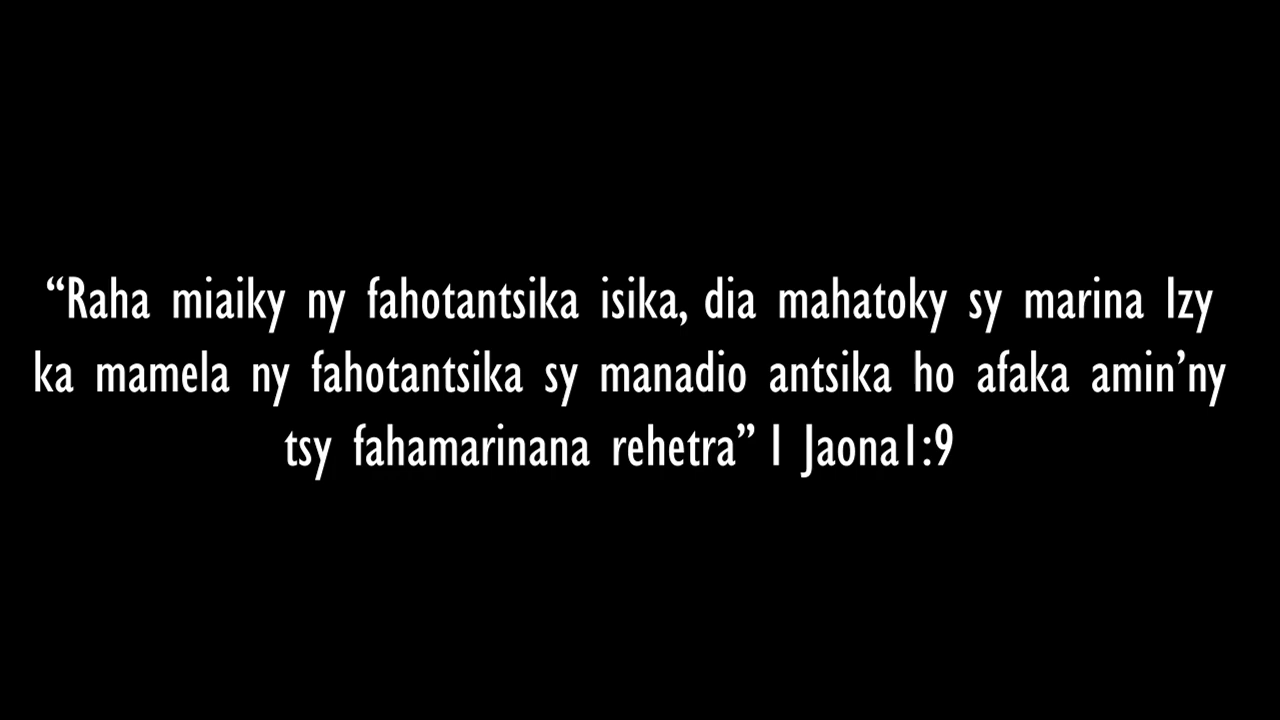 “Raha miaiky ny fahotantsika isika, dia mahatoky sy marina Izy
ka mamela ny fahotantsika sy manadio antsika ho afaka amin’ny
tsy fahamarinana rehetra” I Jaona1:9